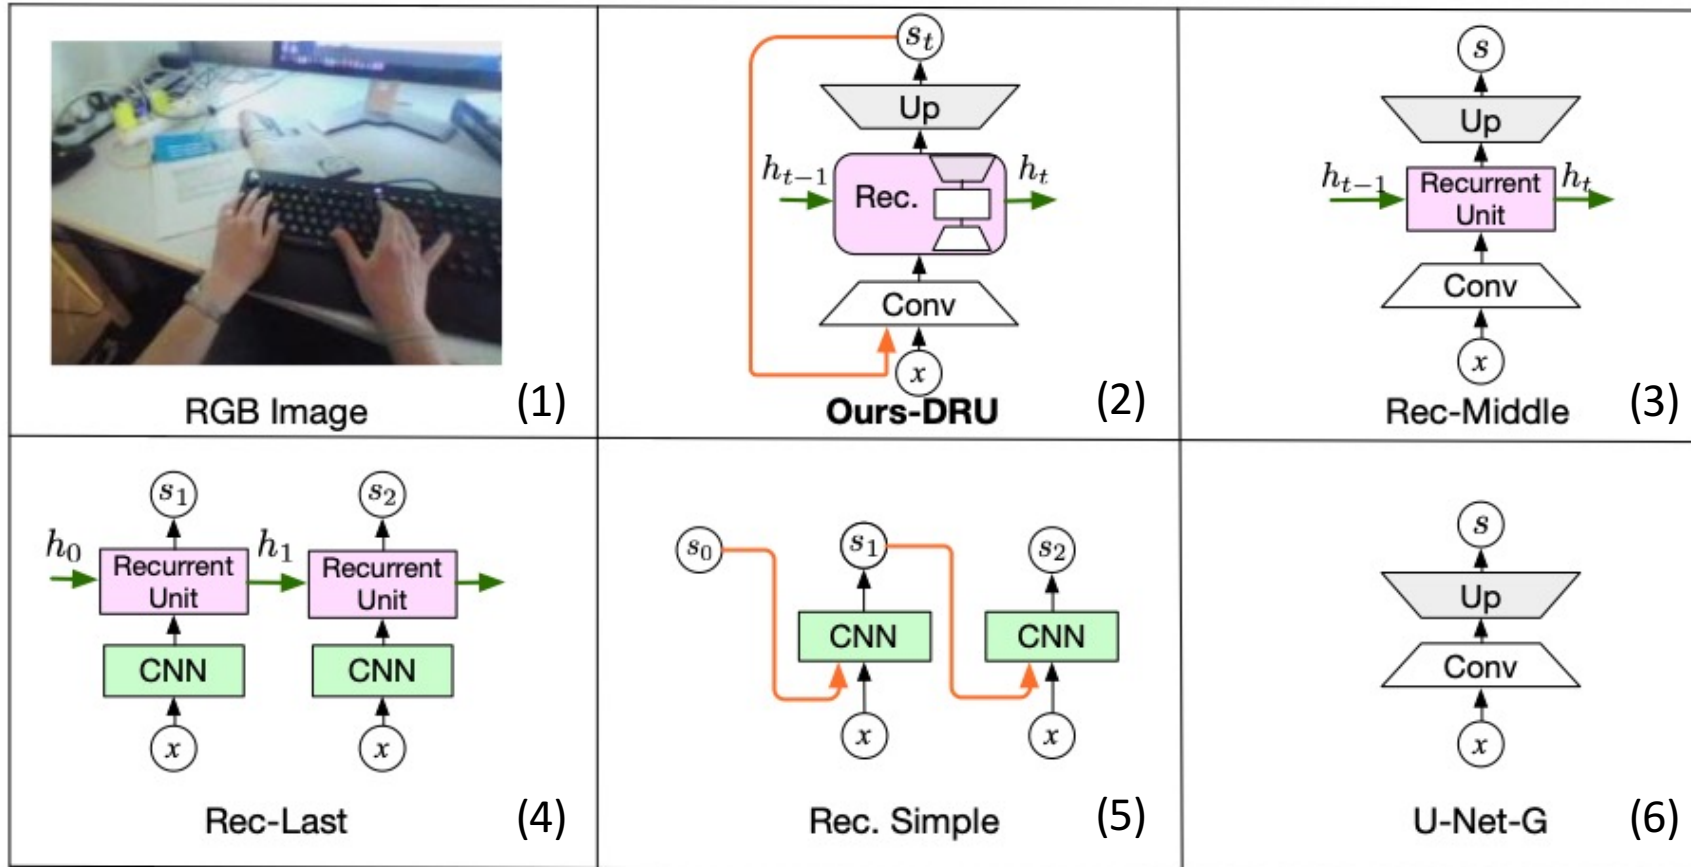 RGB Image (1)
s_t
Up
h_{t-1} Rec. h_t
Conv
x
Ours-DRU (2)
s
Up
h_{t-1} Recurrent Unit h_t
Conv
x
Rec-Middle (3)
s_1 s_2
h_0 Recurrent h_1 Recurrent
Unit Unit
CNN CNN
x x
Rec-Last (4)
s_0 s_1 s_2
CNN CNN
x x
Rec. Simple (5)
s
Up
Conv
x
U-Net-G (6)